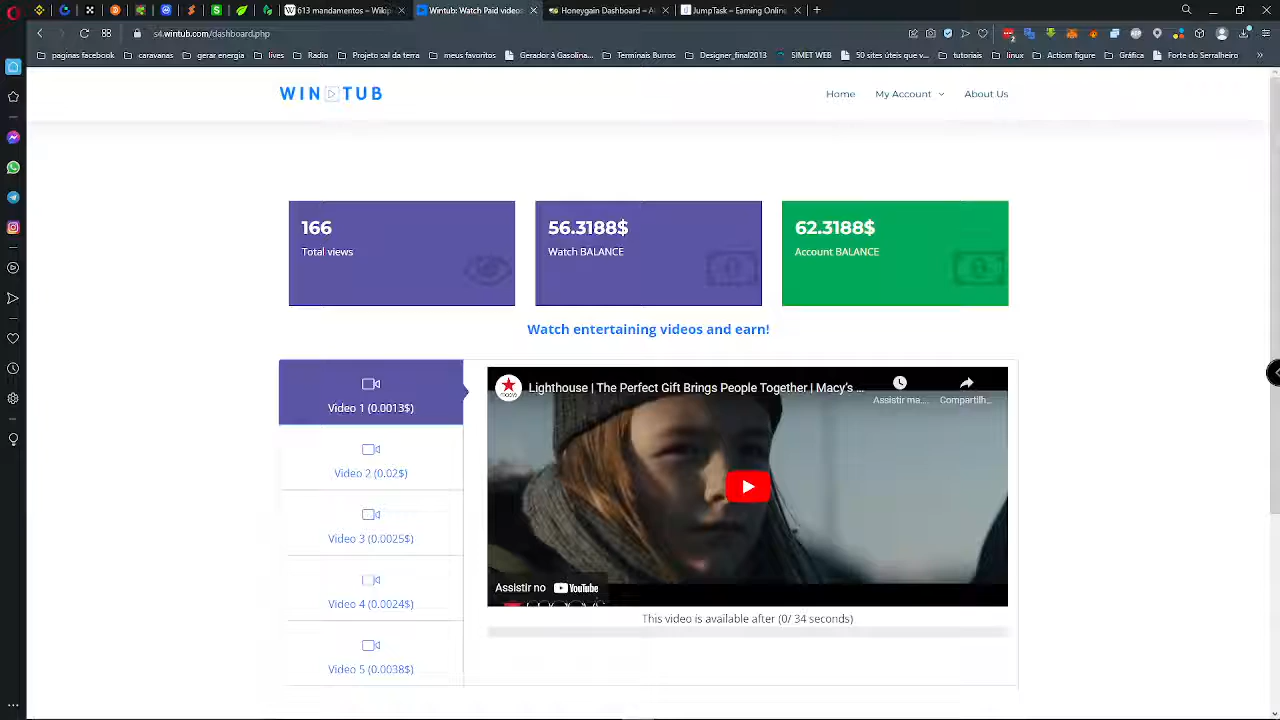 613 mandamentos – Wikip
Wintub: Watch Paid videos
Honeygain Dashboard – A
JumpTask – Earning Online
s4.wintub.com/dashboard.php
paginas facebook
cursos
gerar energia
lives
Projeto sal da terra
meus favoritos
Gerador à Gasolina...
Terminais Burros
Designer_final2013
SIMET WEB
50 sites úteis que v...
tutoriais
linux
Actiom figure
Gráfica
Forte do Serralheiro
WIN TUB
Home
My Account
About Us
166
Total views
56.3188$
Watch BALANCE
62.3188$
Account BALANCE
Watch entertaining videos and earn!
Video 1 (0.0013$)
Video 2 (0.02$)
Video 3 (0.0025$)
Video 4 (0.0024$)
Video 5 (0.0038$)
macy's
Lighthouse | The Perfect Gift Brings People Together | Macy's ...
Assistir ma...
Compartilh...
Assistir no YouTube
This video is available after (0/ 34 seconds)